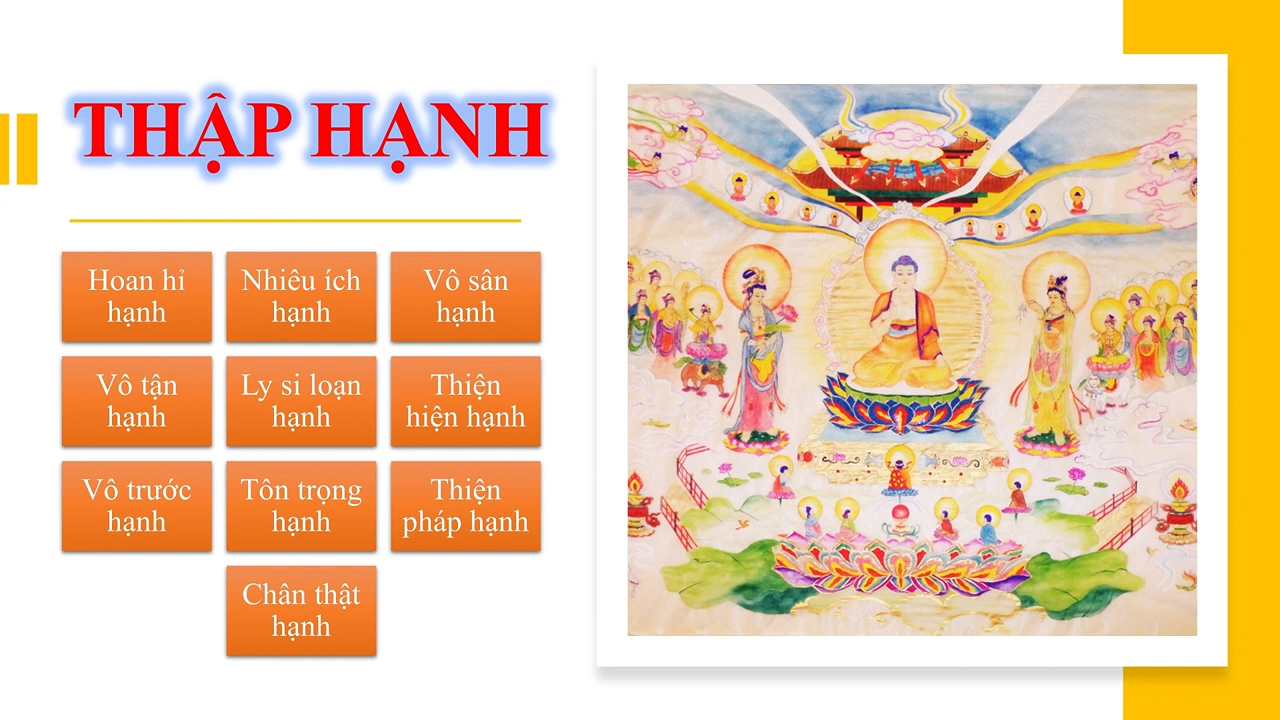 THẬP HẠNH
Hoan hỉ
hạnh
Nhiêu ích
hạnh
Vô sân
hạnh
Vô tận
hạnh
Ly si loạn
hạnh
Thiện
hiện hạnh
Vô trước
hạnh
Tôn trọng
hạnh
Thiện
pháp hạnh
Chân thật
hạnh